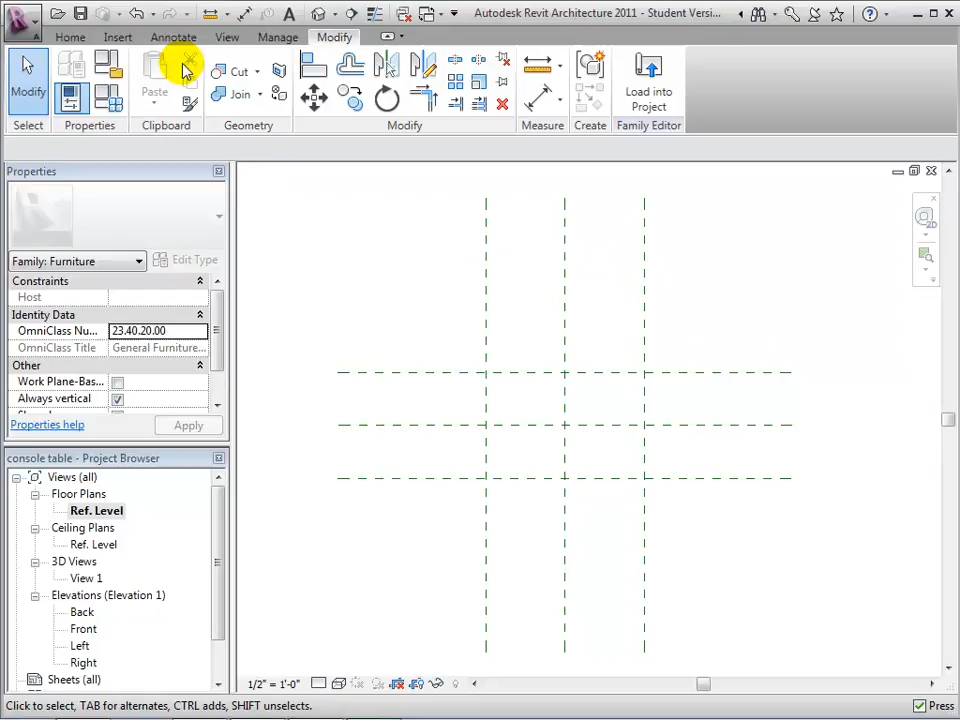 Autodesk Revit Architecture 2011 - Student Versi...
Home Insert Annotate View Manage Modify
Modify
Paste
Cut
Join
Load into
Project
Select Properties Clipboard Geometry Modify Measure Create Family Editor
Properties
Family: Furniture
Edit Type
Constraints
Host
Identity Data
OmniClass Nu... 23.40.20.00
OmniClass Title General Furniture...
Other
Work Plane-Bas...
Always vertical
Properties help
Apply
console table - Project Browser
Views (all)
Floor Plans
Ref. Level
Ceiling Plans
Ref. Level
3D Views
View 1
Elevations (Elevation 1)
Back
Front
Left
Right
Sheets (all)
2D
1/2" = 1'-0"
Click to select, TAB for alternates, CTRL adds, SHIFT unselects.
Press